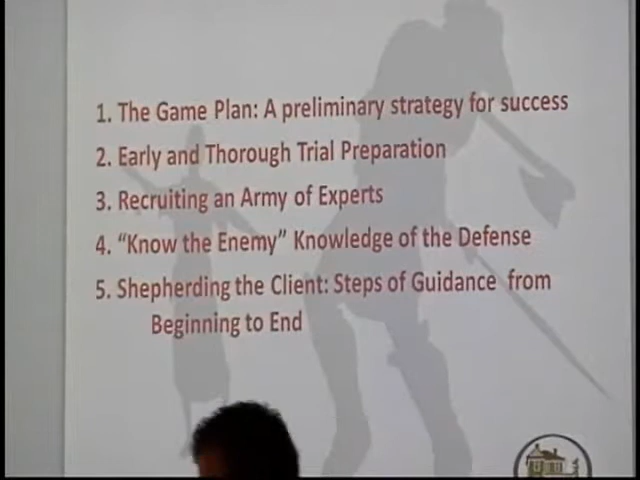 1. The Game Plan: A preliminary strategy for success
2. Early and Thorough Trial Preparation
3. Recruiting an Army of Experts
4. “Know the Enemy” Knowledge of the Defense
5. Shepherding the Client: Steps of Guidance from
Beginning to End